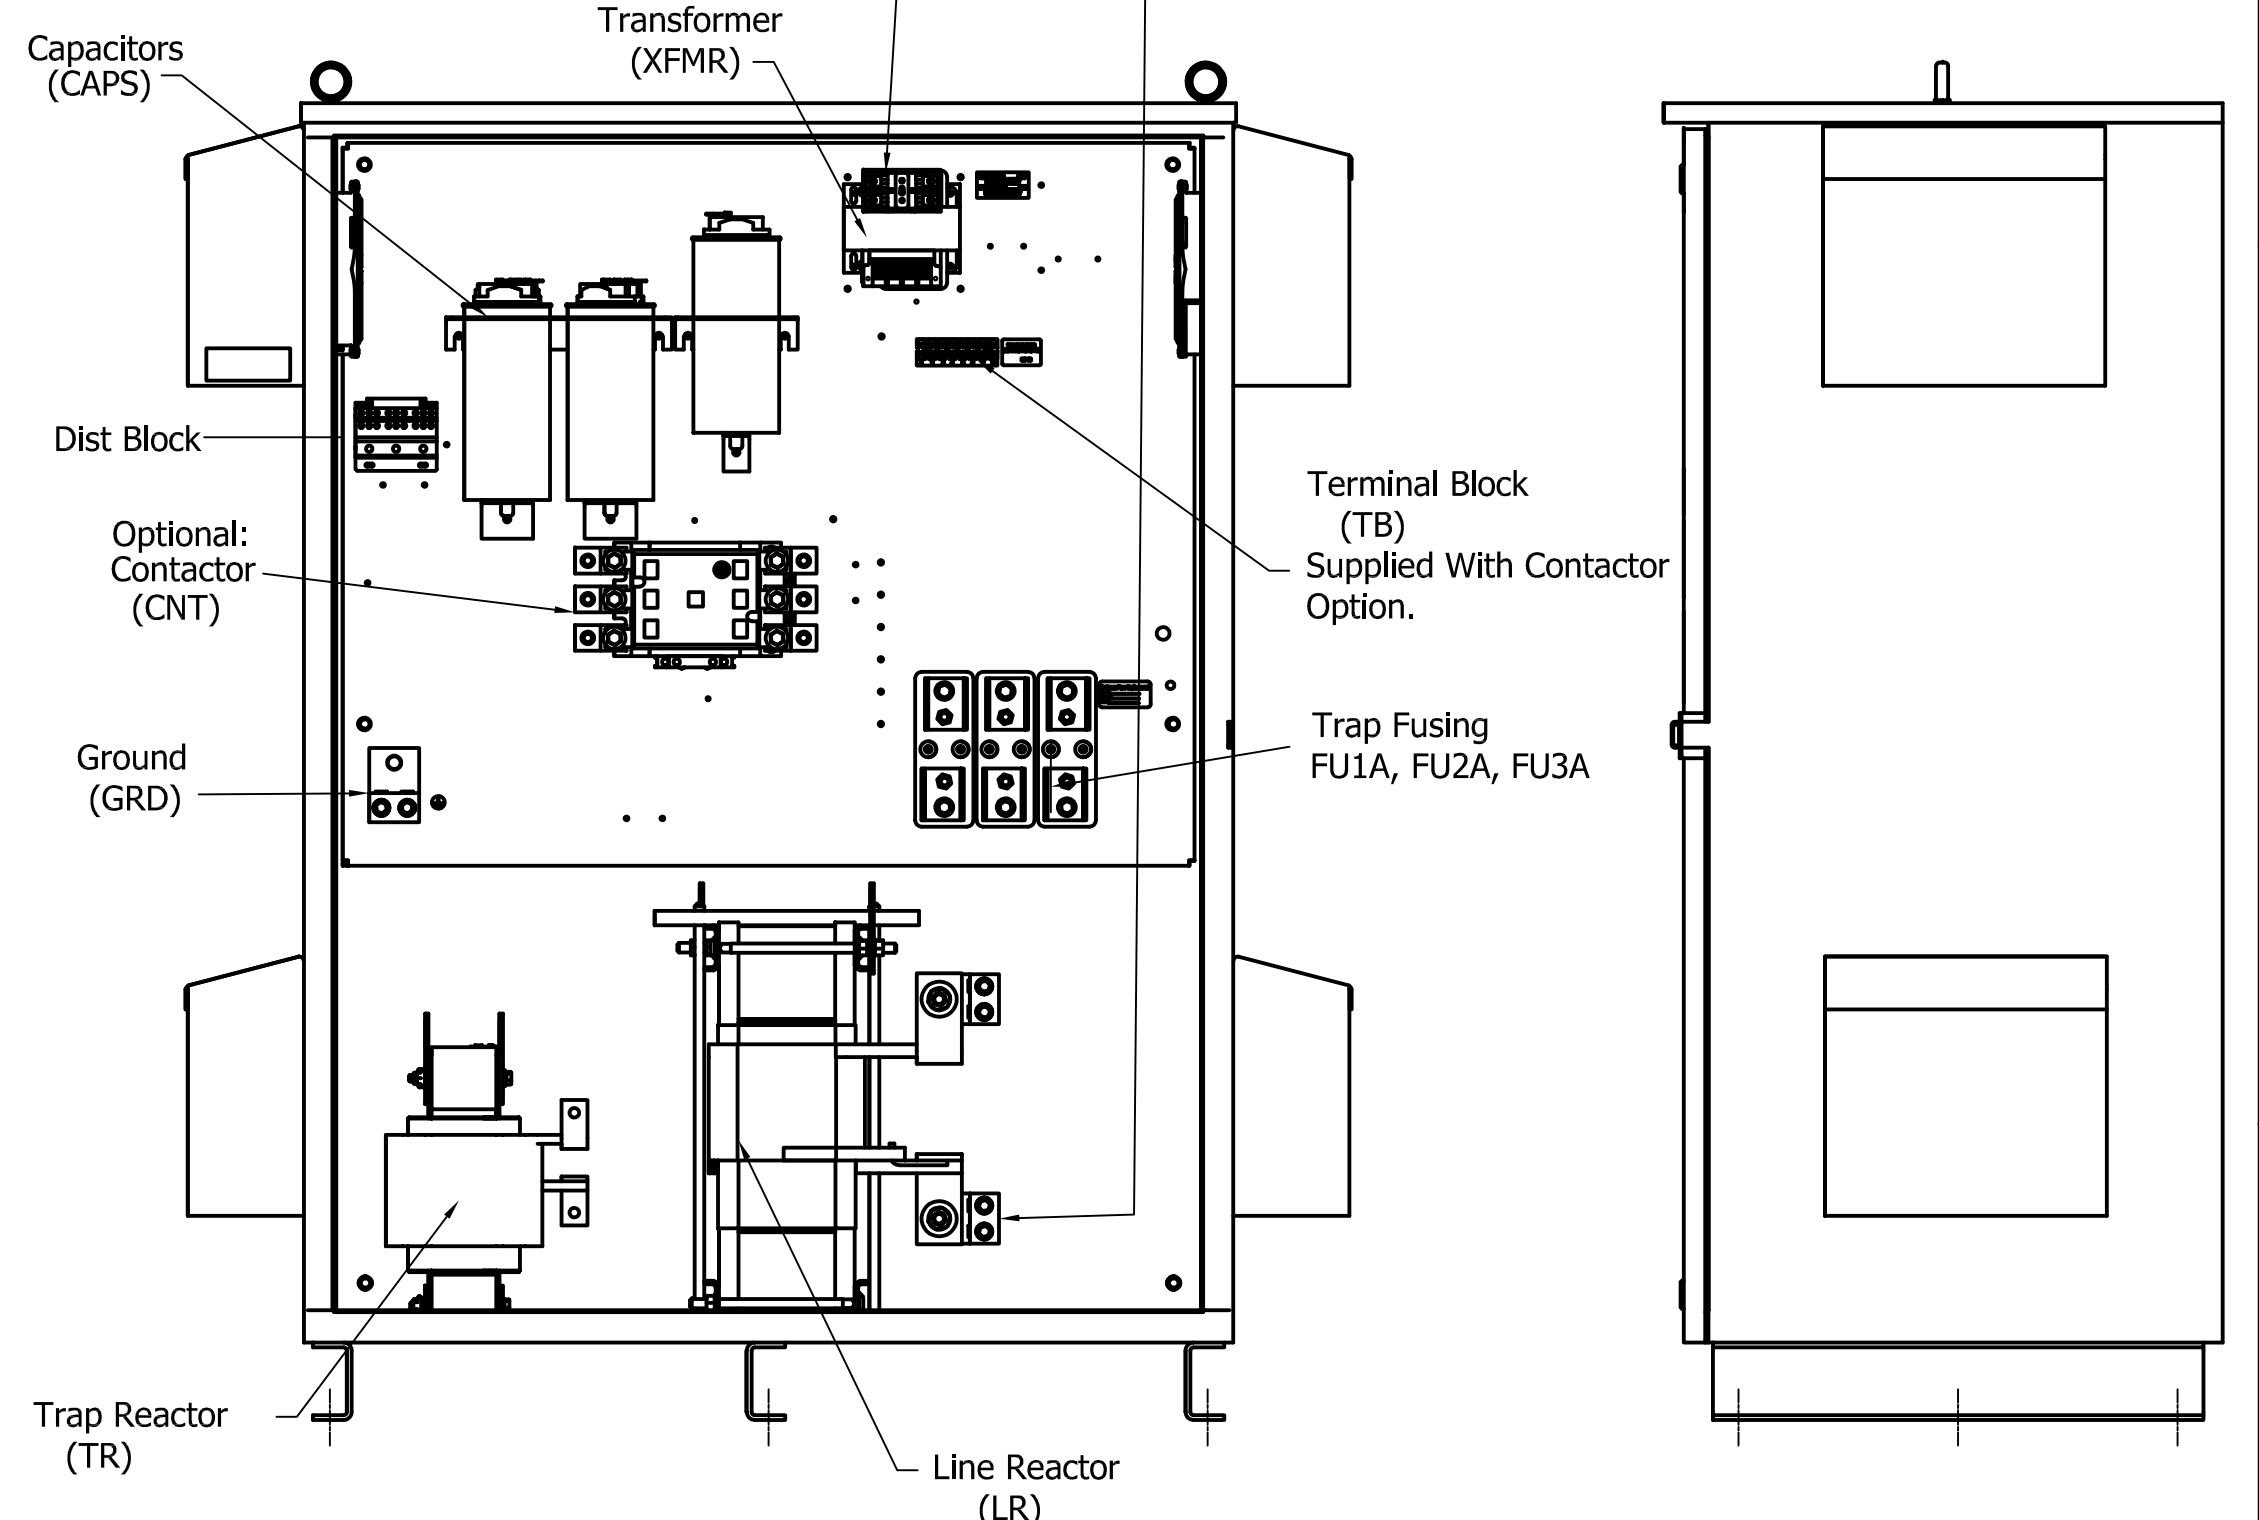 Transformer
(XFMR)
Capacitors
(CAPS)
Dist Block
Optional:
Contactor
(CNT)
Terminal Block
(TB)
Supplied With Contactor
Option.
Ground
(GRD)
Trap Fusing
FU1A, FU2A, FU3A
Trap Reactor
(TR)
Line Reactor
(LR)